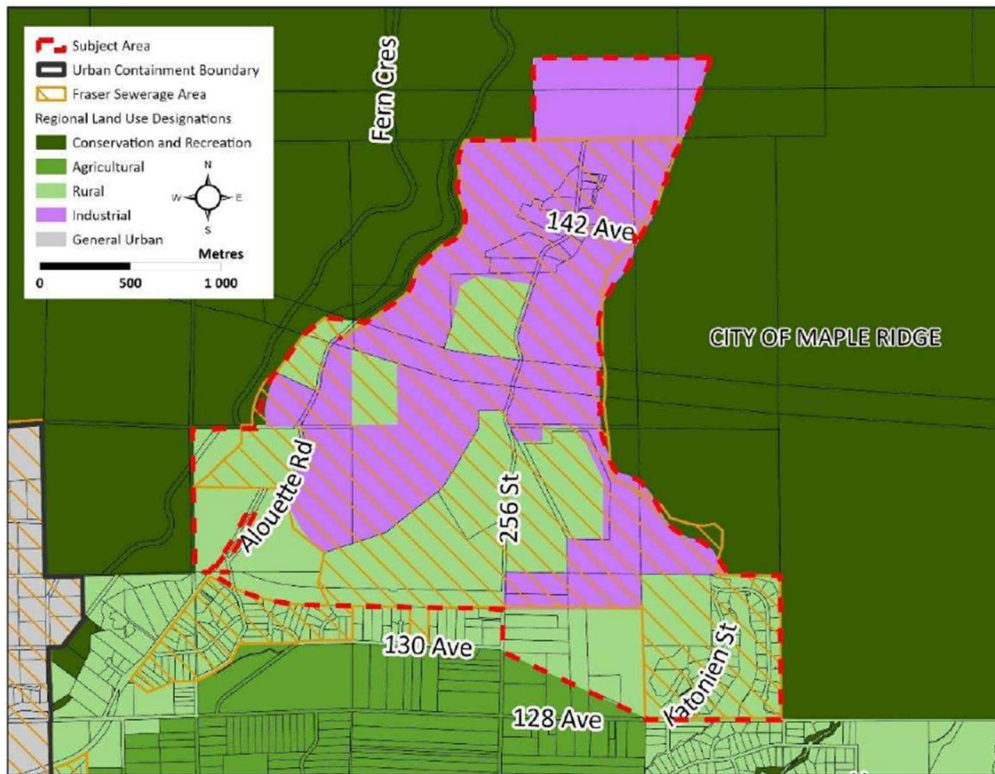 Subject Area
Urban Containment Boundary
Fraser Sewerage Area
Regional Land Use Designations
Conservation and Recreation
Agricultural
Rural
Industrial
General Urban
N
W
E
S
Metres
0 500 1 000
Fern Cres
142 Ave
CITY OF MAPLE RIDGE
Alouette Rd
256 St
130 Ave
Katonien St
128 Ave